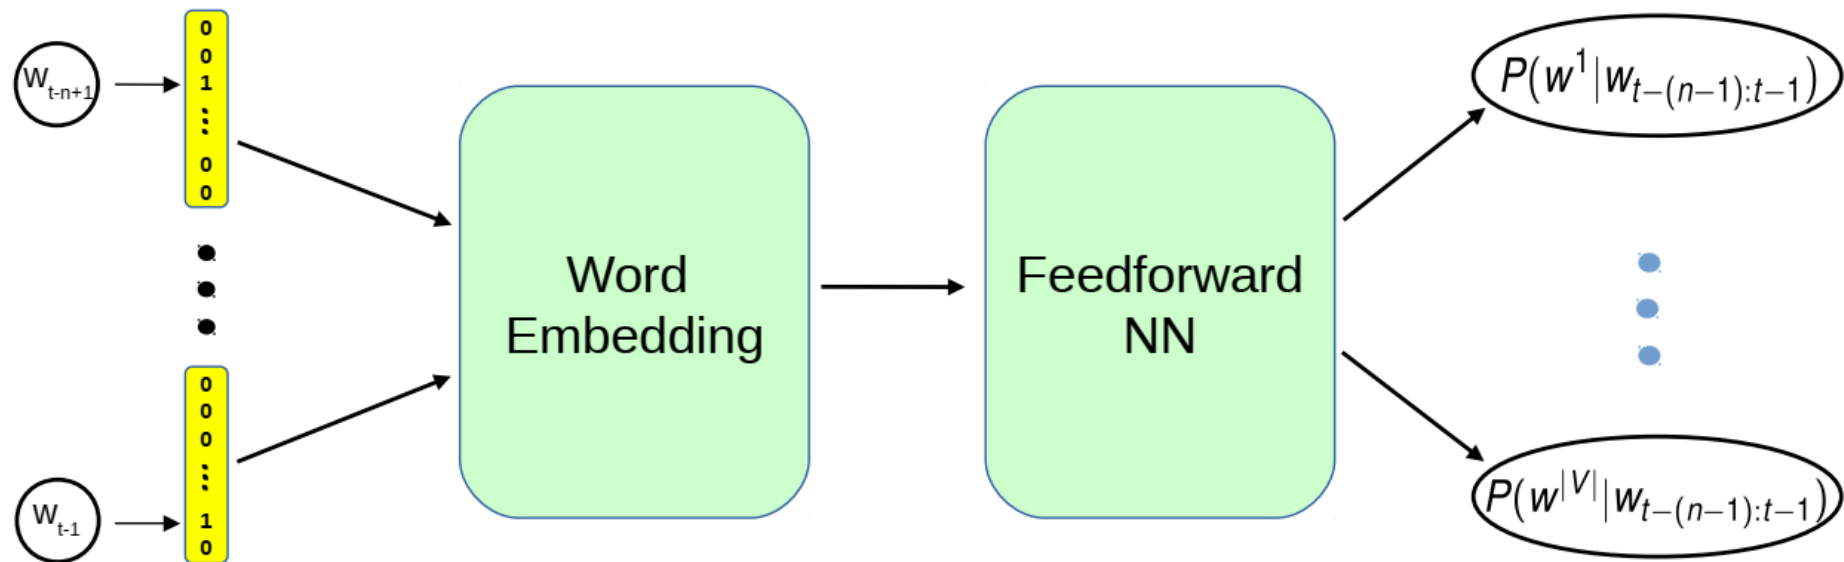 w_{t-n+1}
0
0
1
⋮
0
0
w_{t-1}
0
0
0
⋮
1
0
Word
Embedding
Feedforward
NN
P(w^1|w_{t-(n-1):t-1})
P(w^{|V|}|w_{t-(n-1):t-1})